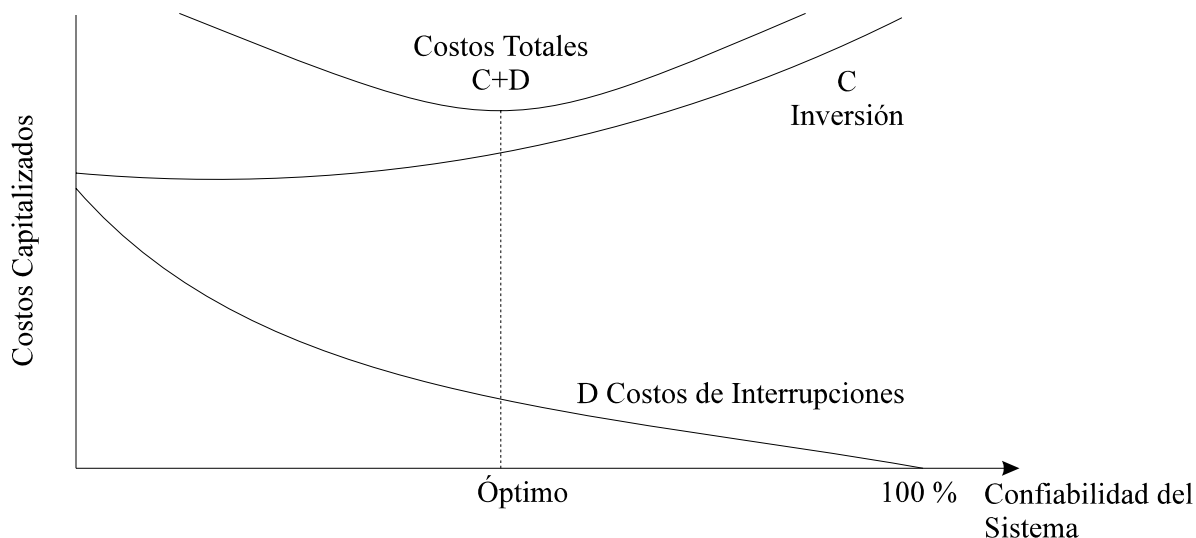 Costos Totales
C+D
C
Inversión
Costos Capitalizados
D Costos de Interrupciones
Óptimo
100 %
Confiabilidad del
Sistema